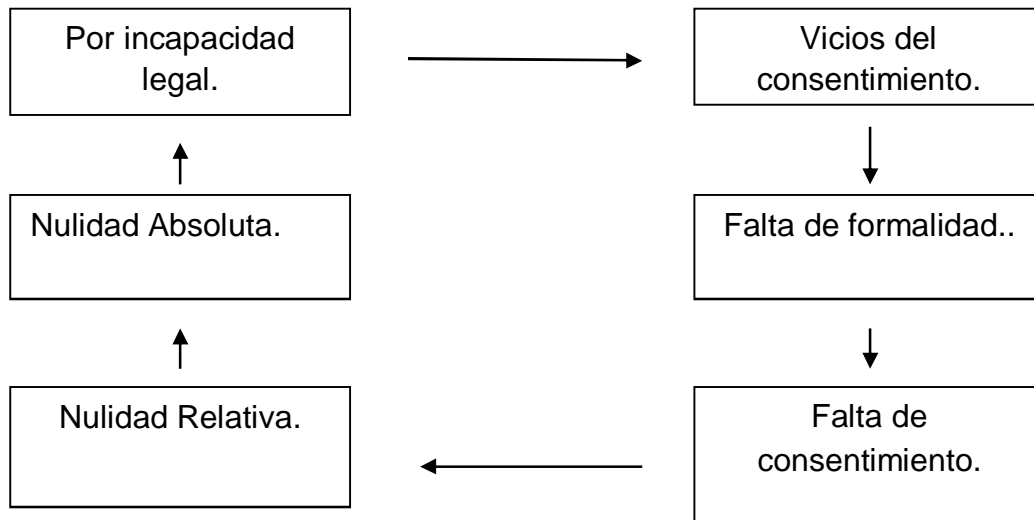 Por incapacidad
legal.
Vicios del
consentimiento.
Nulidad Absoluta.
Falta de formalidad..
Nulidad Relativa.
Falta de
consentimiento.